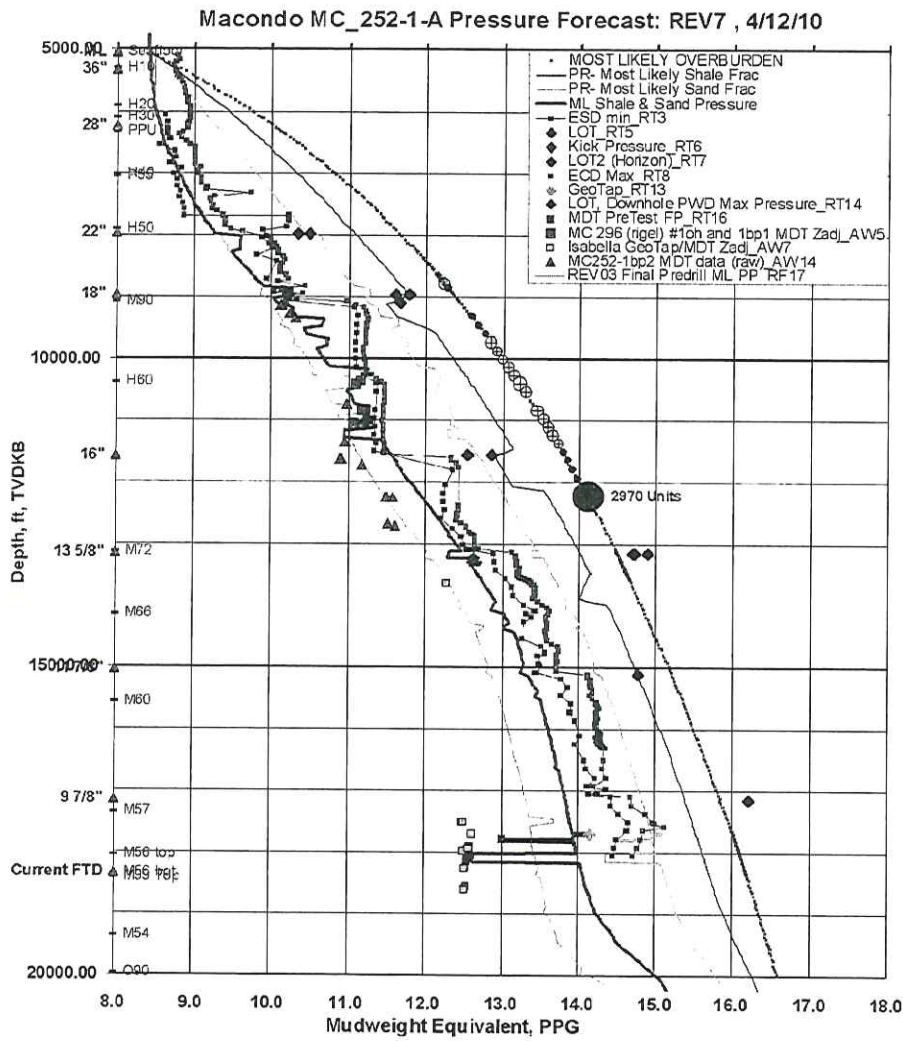 Macondo MC_252-1-A Pressure Forecast: REV7 , 4/12/10
MOST LIKELY OVERBURDEN
PR- Most Likely Shale Frac
PR- Most Likely Sand Frac
ML Shale & Sand Pressure
ESD min_RT3
LOT_RT5
Kick Pressure_RT6
LOT2 (Horizon)_RT7
ECD Max_RT8
GeoTap_RT13
LOT, Downhole PWD Max Pressure_RT14
MDT PreTest FP_RT16
MC 296 (rigel) #1oh and 1bp1 MDT Zadj_AW5
Isabella GeoTap/MDT Zadj_AW7
MC252-1bp2 MDT data (raw)_AW14
REV03 Final Predrill ML PP_RF17
5000.00
36"
H1
H20
H30
28"
PPU
22"
H50
18"
M90
10000.00
H60
16"
2970 Units
13 5/8"
M72
M66
15000.00
M60
9 7/8"
M57
M56 top
Current FTD
M54
20000.00
O90
8.0 9.0 10.0 11.0 12.0 13.0 14.0 15.0 16.0 17.0 18.0
Mudweight Equivalent, PPG
Depth, ft, TVDKB